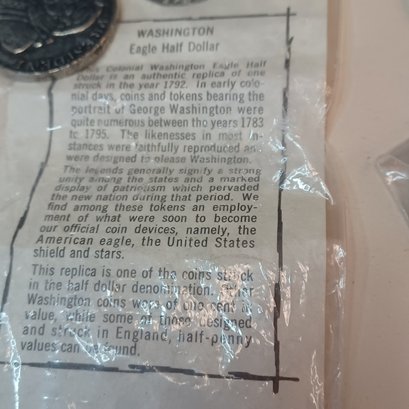 WASHINGTON
Eagle Half Dollar
Colonial Washington Eagle Half
Dollar is an authentic replica of one
struck in the year 1792. In early colo-
nial days, coins and tokens bearing the
portrait of George Washington were
quite numerous between the years 1783
to 1795. The likenesses in most in-
stances were faithfully reproduced as
were designed to please Washington.
The legends generally signify a strong
unity among the states and a marked
display of patriotism which pervaded
the new nation during that period. We
find among these tokens an employ-
ment of what were soon to become
our official coin devices, namely, the
American eagle, the United States
shield and stars.
This replica is one of the coins struck
in the half dollar denomination. Other
Washington coins were of one cent in
value, while some of those designed
and struck in England, half-penny
values can be found.